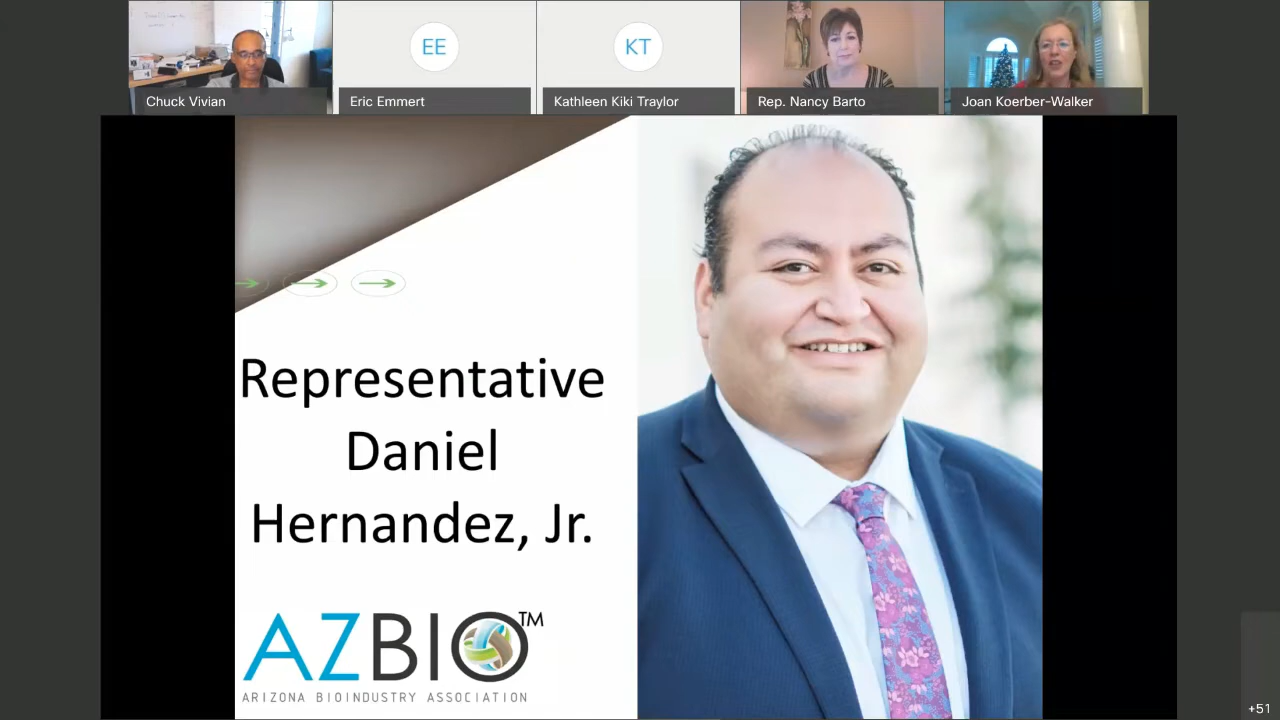 EE
KT
Chuck Vivian
Eric Emmert
Kathleen Kiki Traylor
Rep. Nancy Barto
Joan Koerber-Walker
Representative
Daniel
Hernandez, Jr.
AZBIO™
ARIZONA BIOINDUSTRY ASSOCIATION
+51